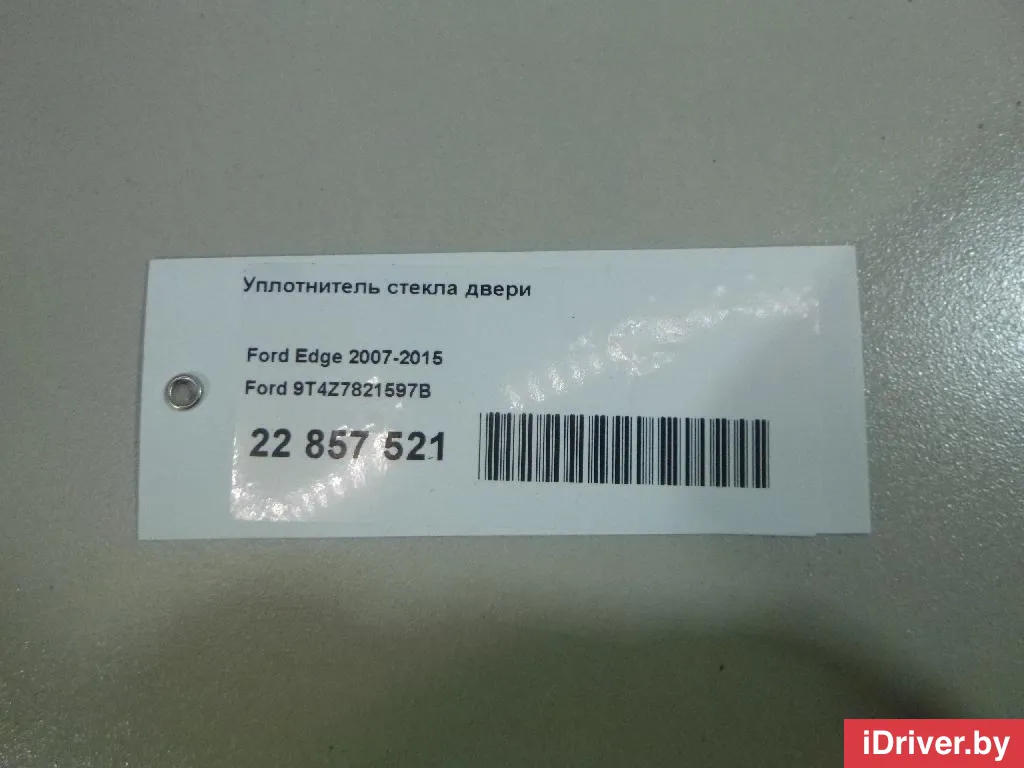 Уплотнитель стекла двери
Ford Edge 2007-2015
Ford 9T4Z7821597B
22 857 521
iDriver.by